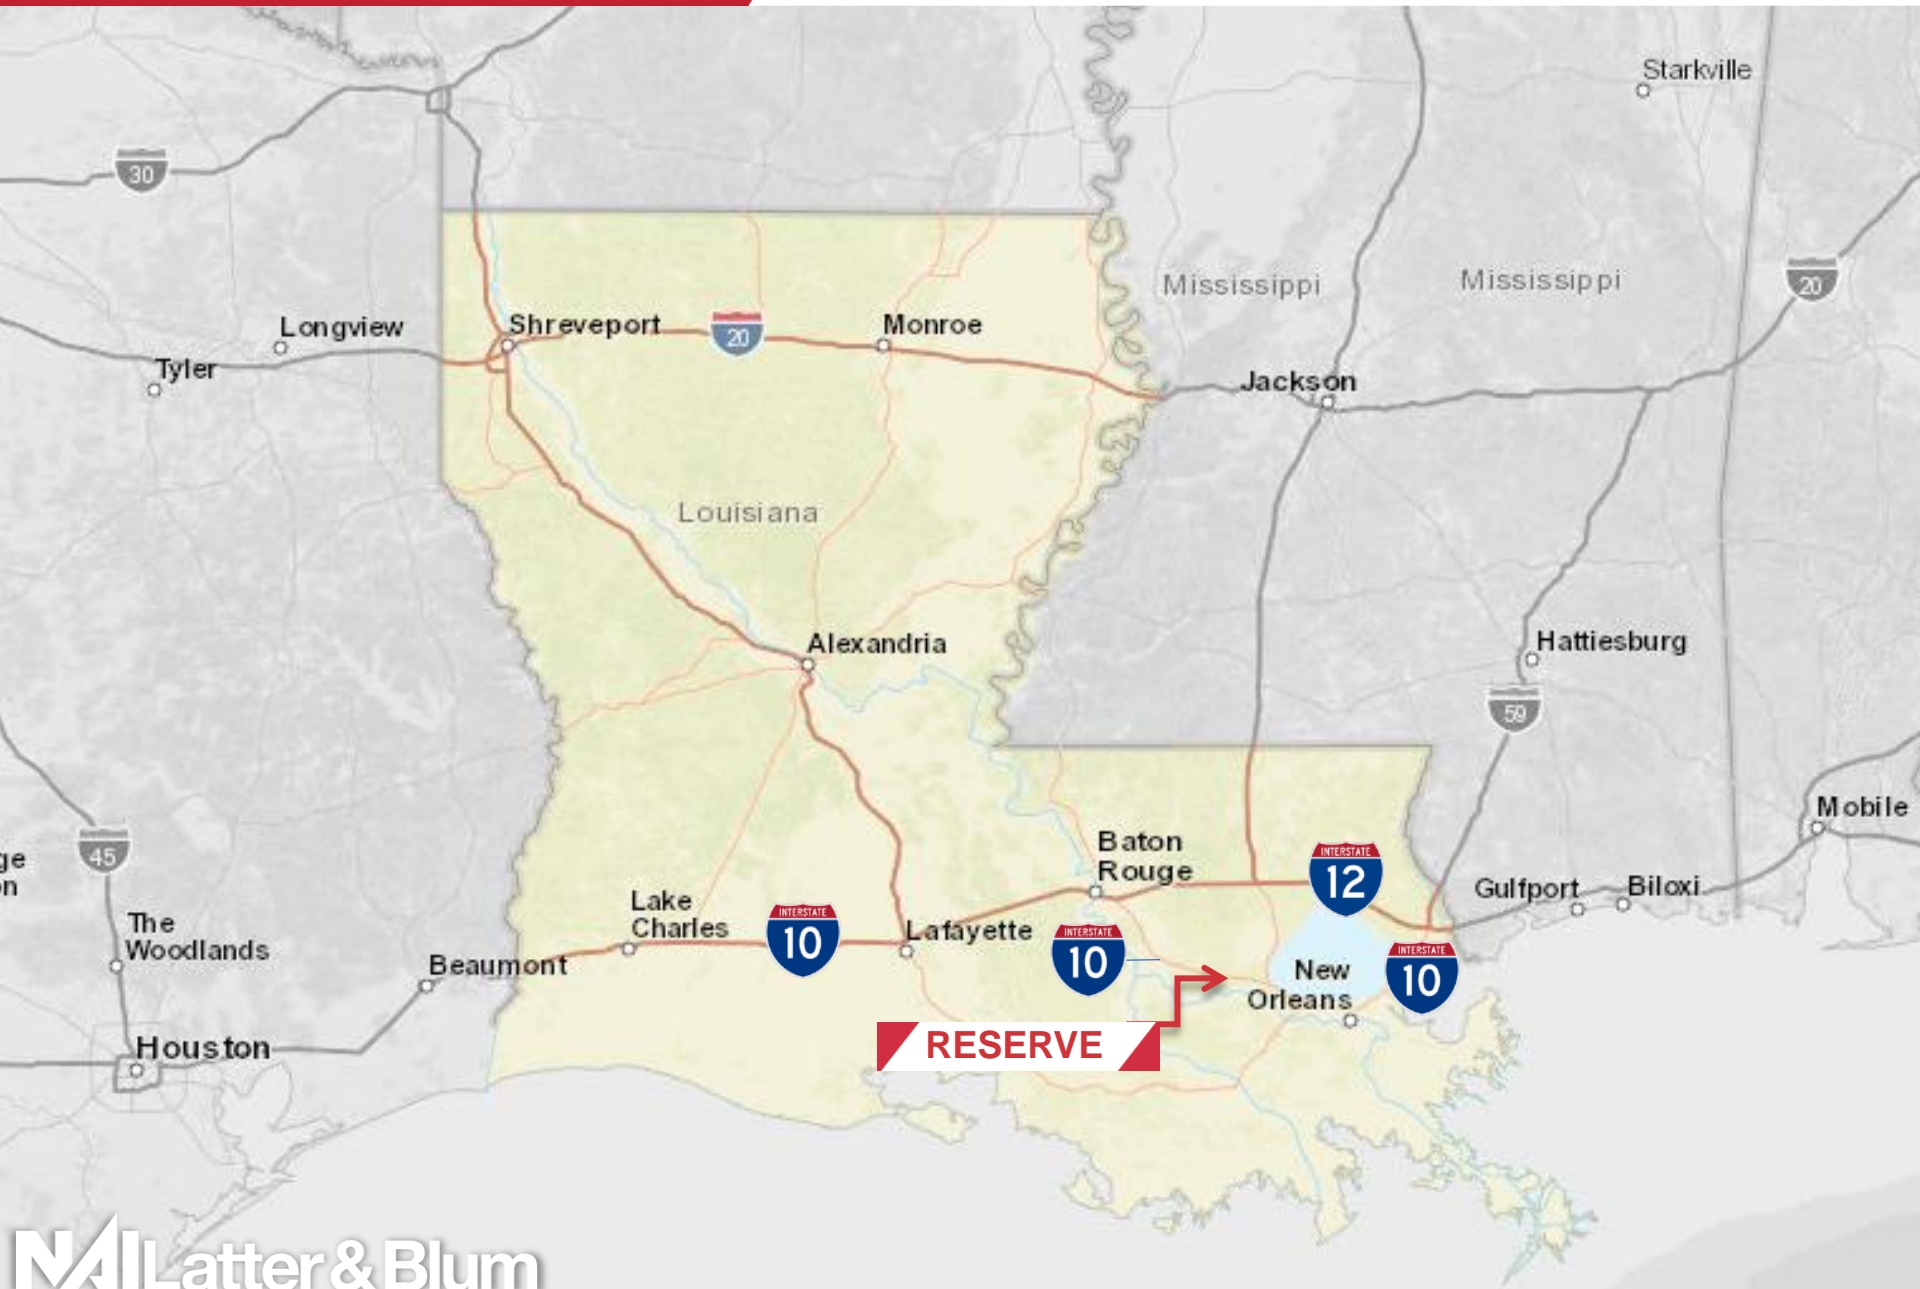 Starkville
30
Mississippi
Mississippi
20
Longview
Shreveport
20
Monroe
Tyler
Jackson
Louisiana
Alexandria
Hattiesburg
59
Mobile
45
ge
n
Baton
Rouge
INTERSTATE
12
Gulfport
Biloxi
Lake
Charles
INTERSTATE
10
Lafayette
INTERSTATE
10
The
Woodlands
Beaumont
New
Orleans
INTERSTATE
10
RESERVE
Houston
NAI Latter & Blum